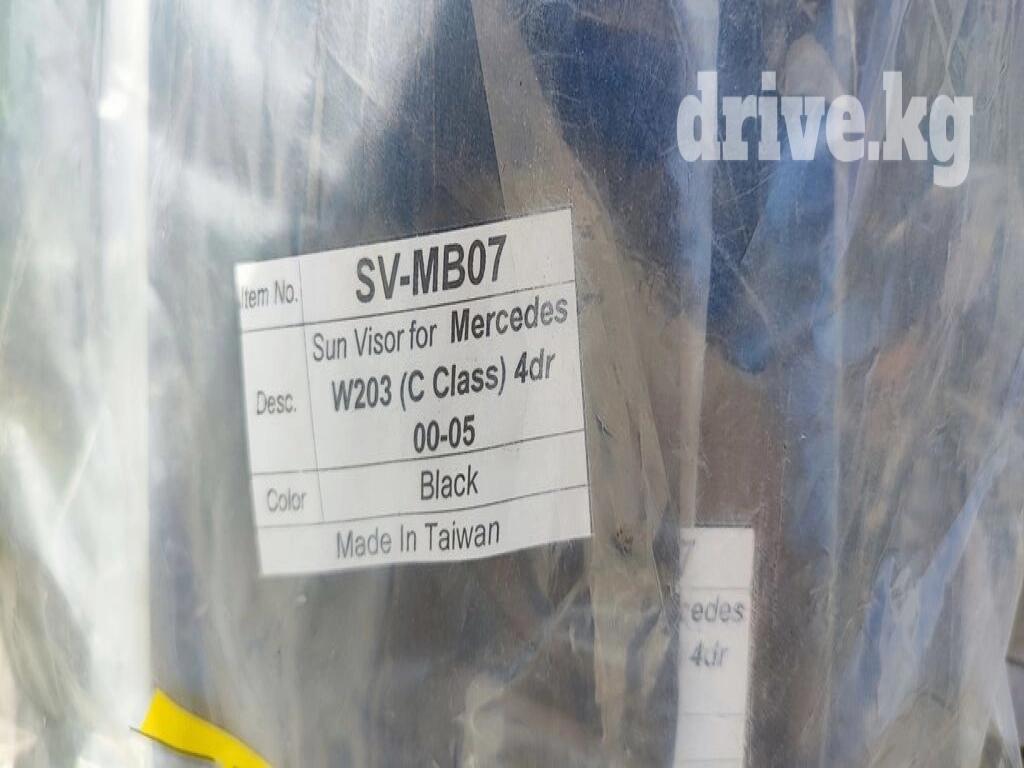 drive.kg
Item No. SV-MB07
Desc. Sun Visor for Mercedes
W203 (C Class) 4dr
00-05
Color Black
Made In Taiwan
7
cedes
4dr